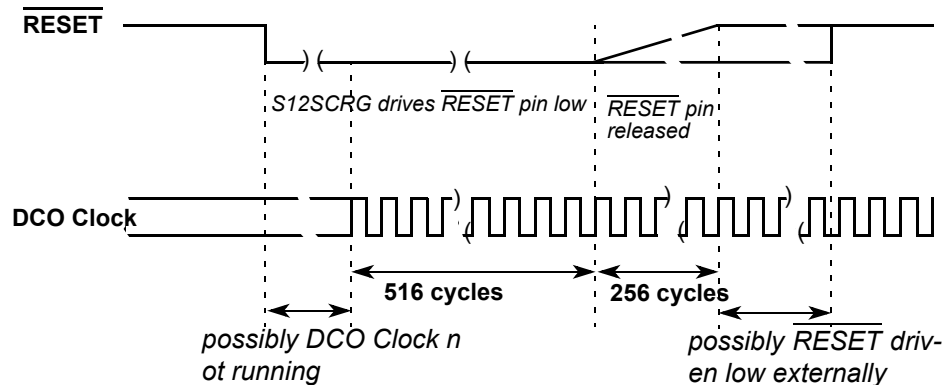 RESET
S12SCRG drives RESET pin low
RESET pin
released
DCO Clock
516 cycles
256 cycles
possibly DCO Clock n
ot running
possibly RESET driv-
en low externally